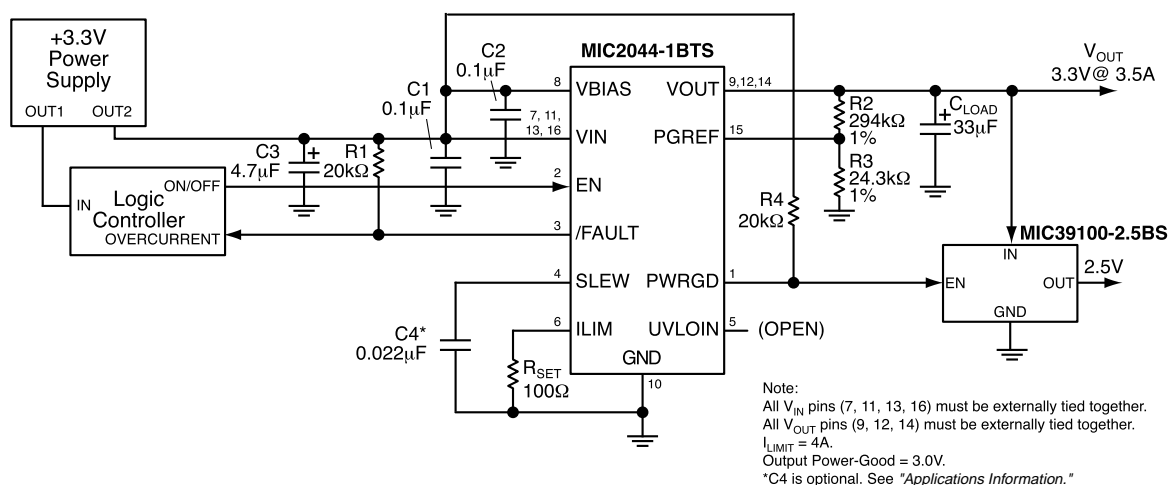 +3.3V
Power
Supply
OUT1 OUT2
C3
4.7µF
R1
20kΩ
C1
0.1µF
C2
0.1µF
MIC2044-1BTS
8 VBIAS
7, 11,
13, 16 VIN
2 EN
3 /FAULT
4 SLEW
6 ILIM
VOUT 9,12,14
PGREF 15
PWRGD 1
UVLOIN 5 (OPEN)
GND
10
IN
Logic
Controller
ON/OFF
OVERCURRENT
C4*
0.022µF
RSET
100Ω
R4
20kΩ
R2
294kΩ
1%
R3
24.3kΩ
1%
+ CLOAD
33µF
VOUT
3.3V@ 3.5A
MIC39100-2.5BS
IN
EN OUT
GND
2.5V
+
Note:
All VIN pins (7, 11, 13, 16) must be externally tied together.
All VOUT pins (9, 12, 14) must be externally tied together.
ILIMIT = 4A.
Output Power-Good = 3.0V.
*C4 is optional. See "Applications Information."